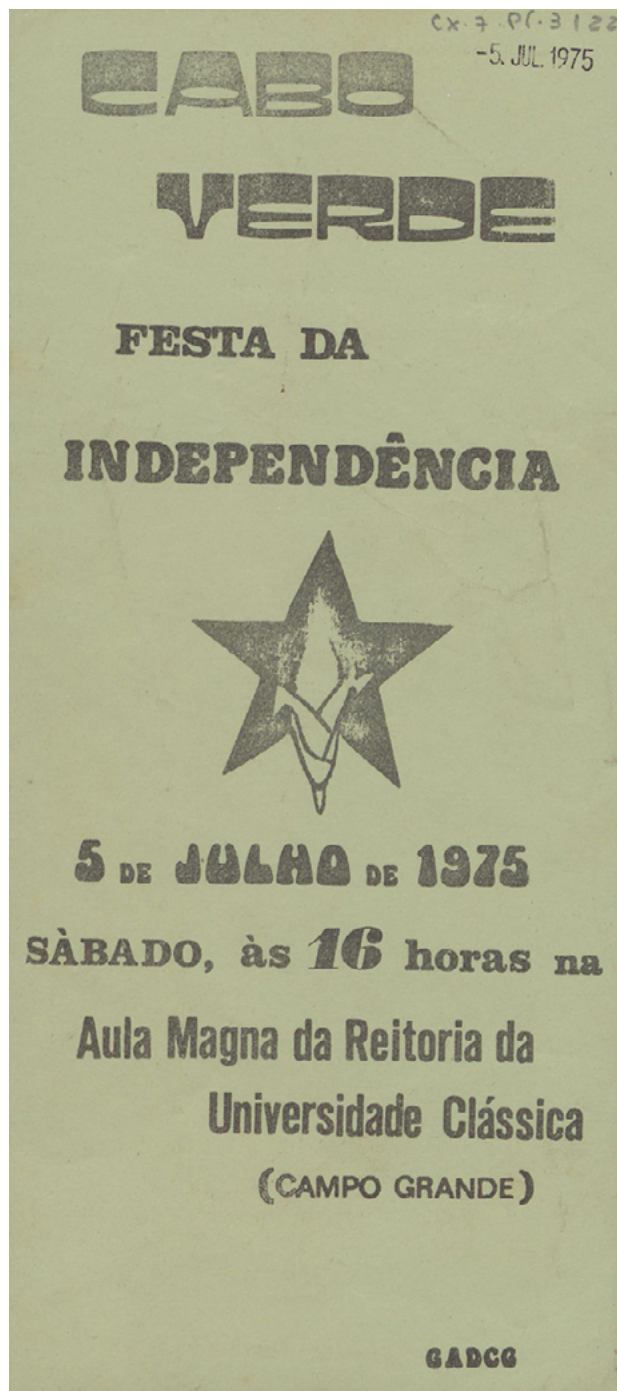 Cx.7.Pt.3122
-5. JUL. 1975
CABO
VERDE
FESTA DA
INDEPENDÊNCIA
5 DE JULHO DE 1975
SÀBADO, às 16 horas na
Aula Magna da Reitoria da
Universidade Clássica
(CAMPO GRANDE)
GADCG